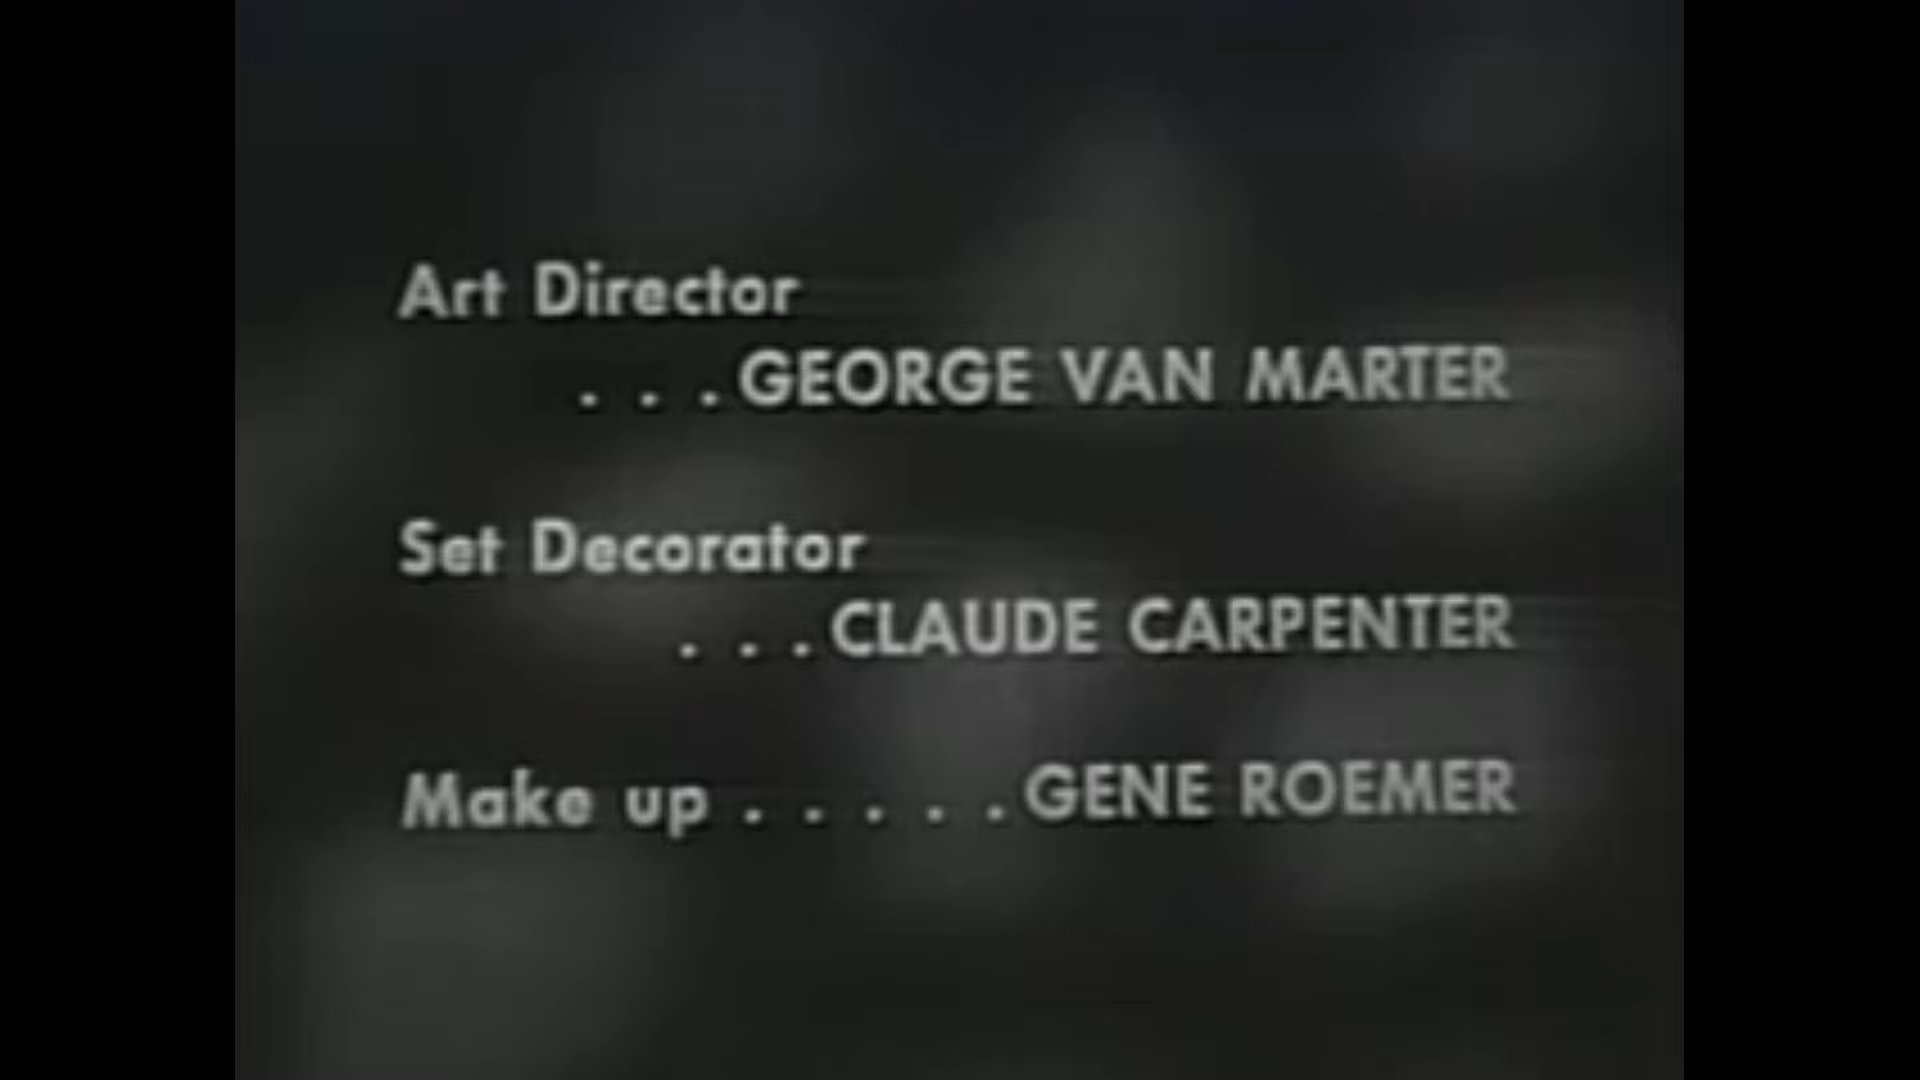 Art Director
. . . GEORGE VAN MARTER
Set Decorator
. . . CLAUDE CARPENTER
Make up . . . . . GENE ROEMER